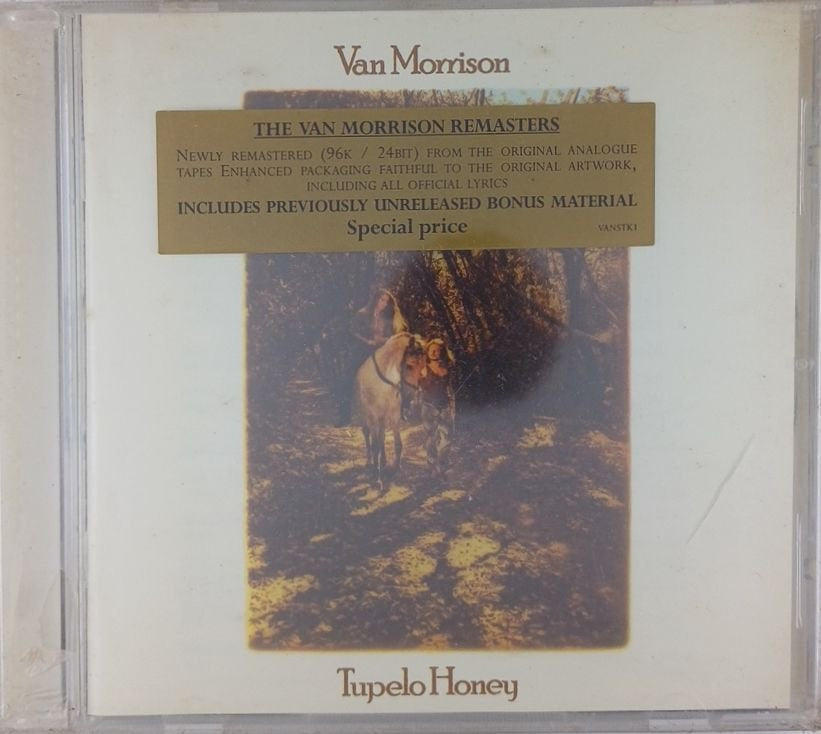 Van Morrison
THE VAN MORRISON REMASTERS
NEWLY REMASTERED (96K / 24BIT) FROM THE ORIGINAL ANALOGUE
TAPES ENHANCED PACKAGING FAITHFUL TO THE ORIGINAL ARTWORK,
INCLUDING ALL OFFICIAL LYRICS
INCLUDES PREVIOUSLY UNRELEASED BONUS MATERIAL
Special price
VANSTK1
Tupelo Honey